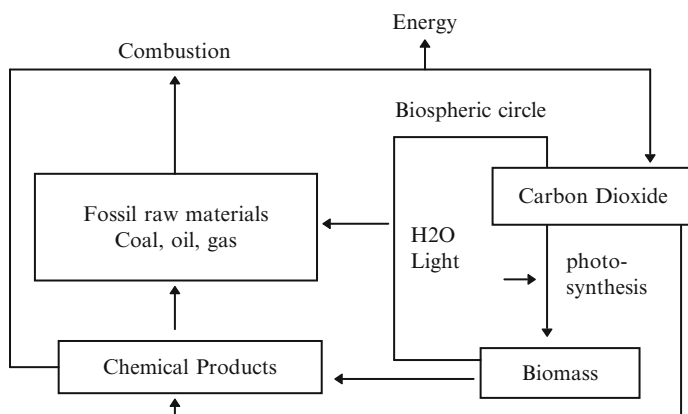 Energy
Combustion
Biospheric circle
Carbon Dioxide
Fossil raw materials
Coal, oil, gas
H2O
Light
photo-
synthesis
Chemical Products
Biomass